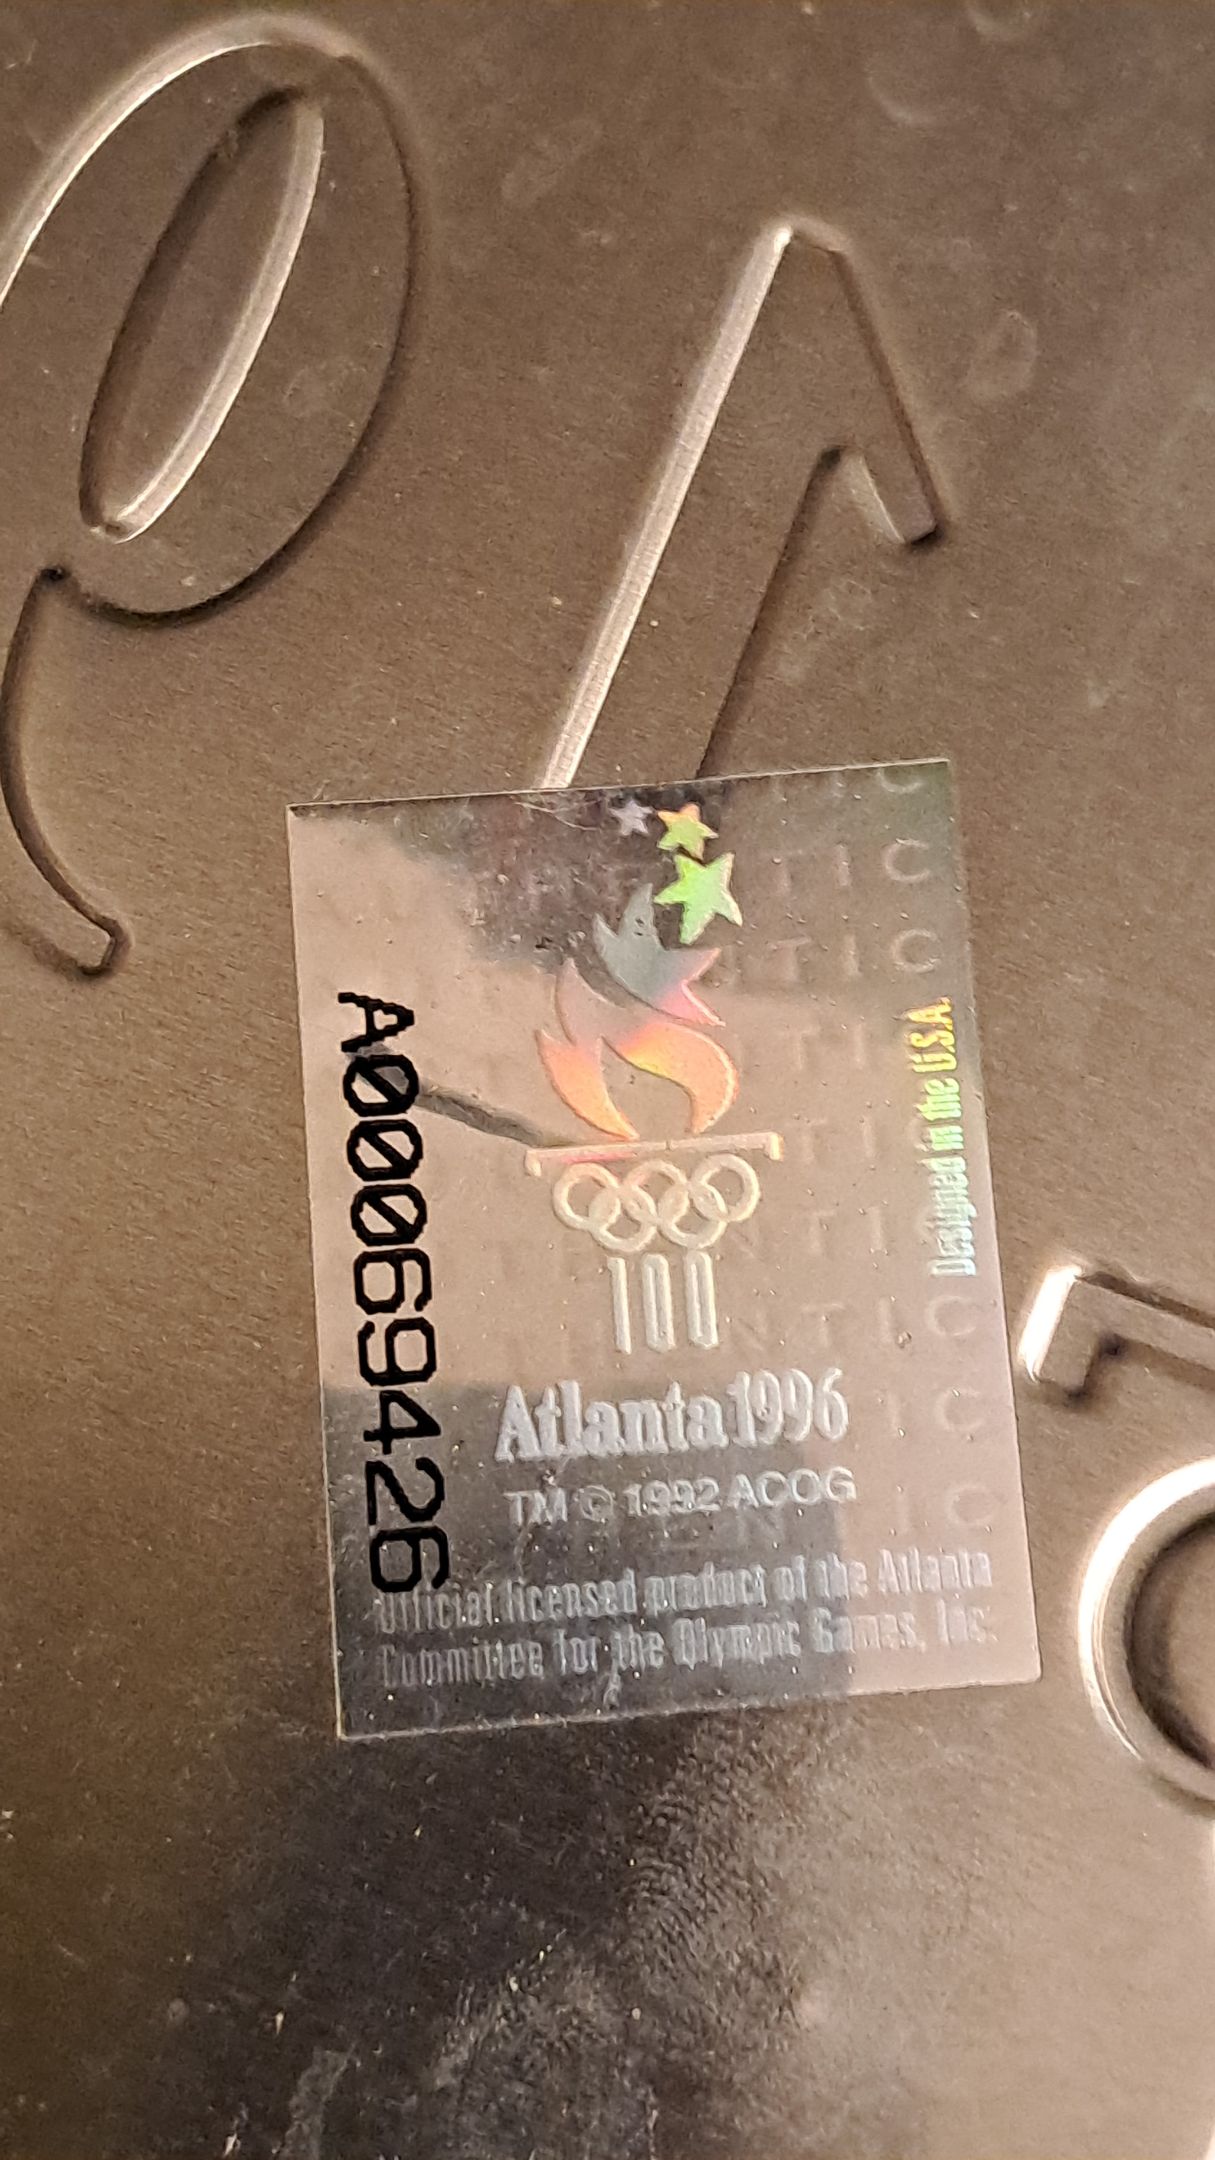 A00069426
Designed in the U.S.A.
100
Atlanta 1996
TM © 1992 ACOG
Official licensed product of the Atlanta
Committee for the Olympic Games, Inc.